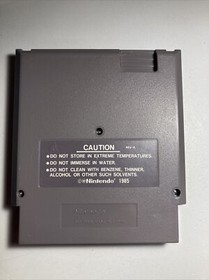 CAUTION
•DO NOT STORE IN EXTREME TEMPERATURES.
•DO NOT IMMERSE IN WATER.
•DO NOT CLEAN WITH BENZENE, THINNER,
ALCOHOL OR OTHER SUCH SOLVENTS.
©®Nintendo 1985